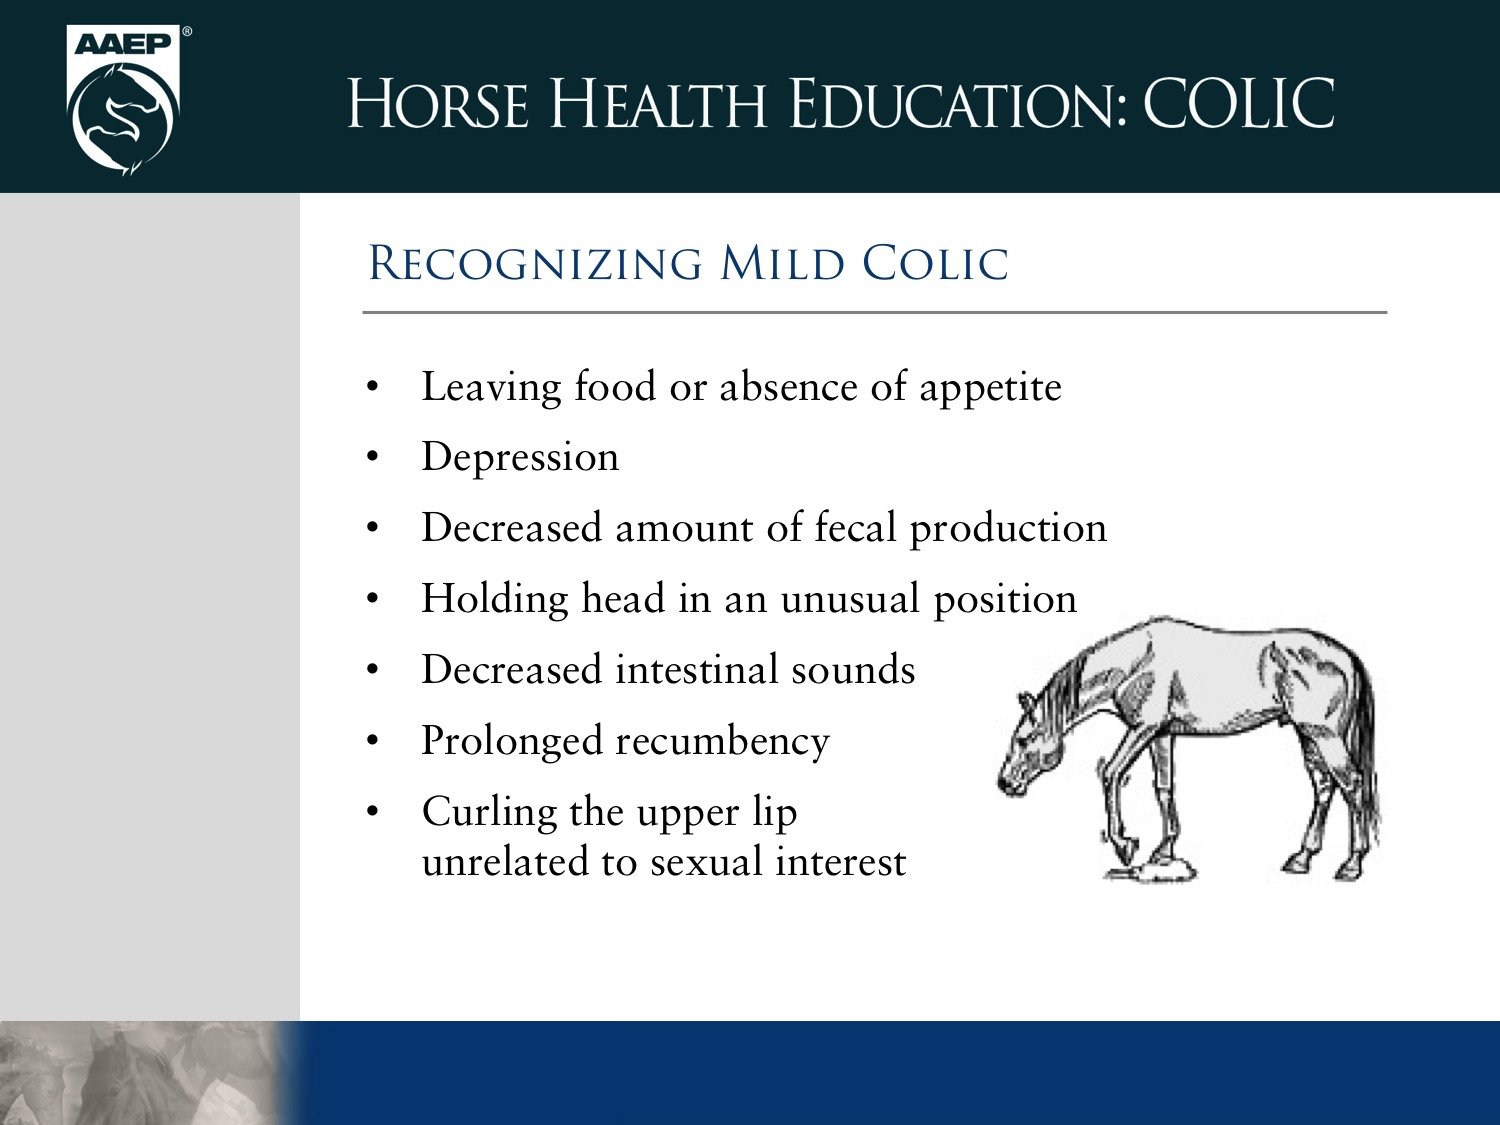 AAEP®
Horse Health Education: COLIC
Recognizing Mild Colic
• Leaving food or absence of appetite
• Depression
• Decreased amount of fecal production
• Holding head in an unusual position
• Decreased intestinal sounds
• Prolonged recumbency
• Curling the upper lip
unrelated to sexual interest